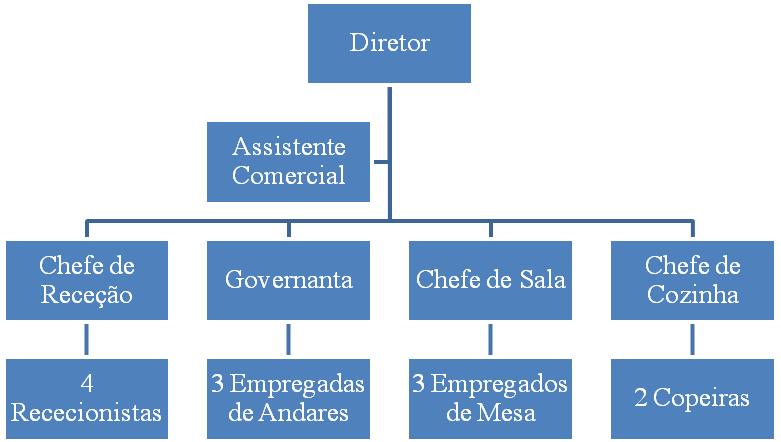 Diretor
Assistente
Comercial
Chefe de
Receção
Governanta
Chefe de Sala
Chefe de
Cozinha
4
Rececionistas
3 Empregadas
de Andares
3 Empregados
de Mesa
2 Copeiras